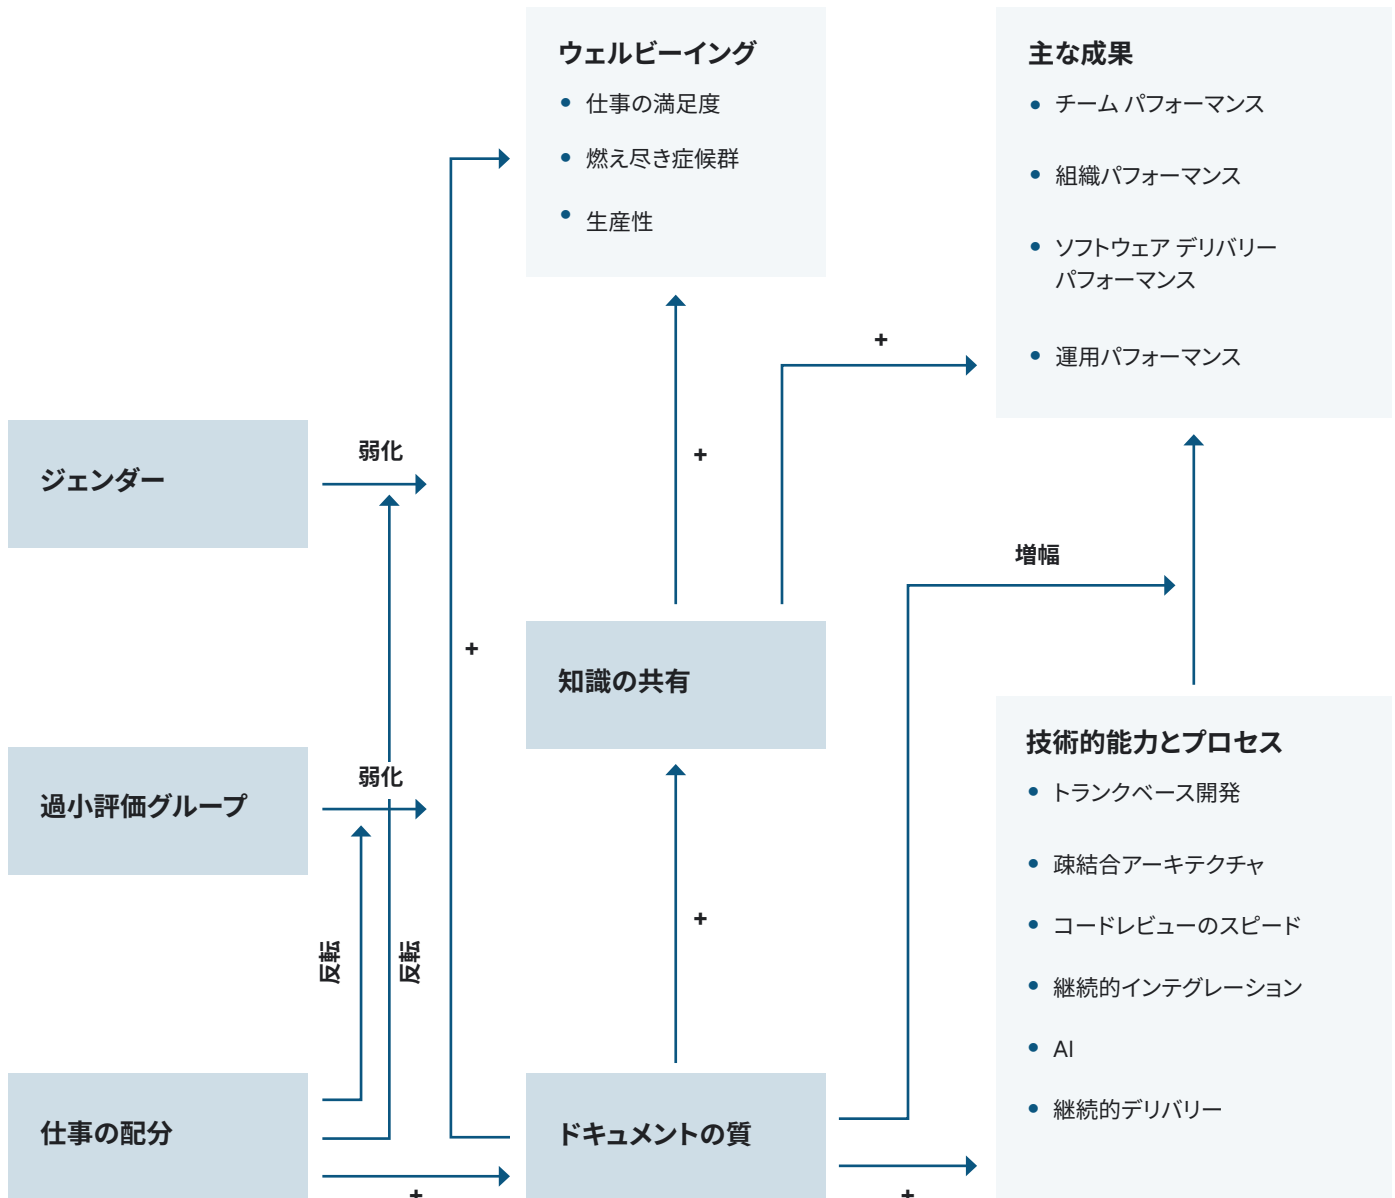 ウェルビーイング
仕事の満足度
燃え尽き症候群
生産性
主な成果
チーム パフォーマンス
組織パフォーマンス
ソフトウェア デリバリー
パフォーマンス
運用パフォーマンス
+
弱化
ジェンダー
+
増幅
+
知識の共有
弱化
過小評価グループ
技術的能力とプロセス
トランクベース開発
疎結合アーキテクチャ
コードレビューのスピード
継続的インテグレーション
AI
継続的デリバリー
+
反転
反転
仕事の配分
ドキュメントの質
+
+